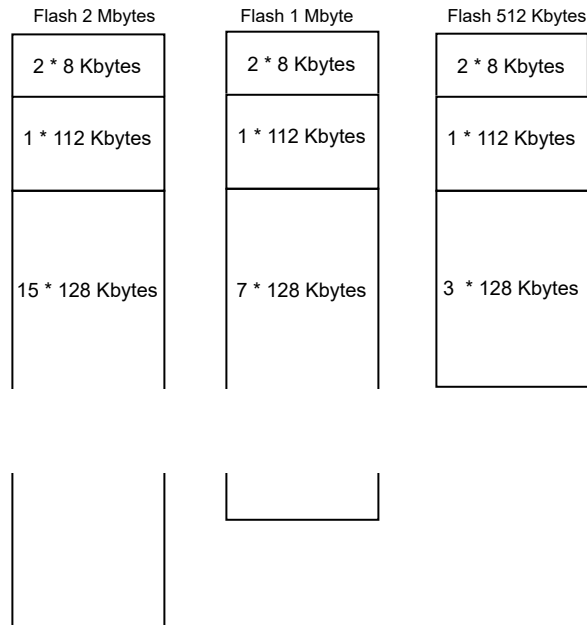 Flash 2 Mbytes
Flash 1 Mbyte
Flash 512 Kbytes
2 * 8 Kbytes
2 * 8 Kbytes
2 * 8 Kbytes
1 * 112 Kbytes
1 * 112 Kbytes
1 * 112 Kbytes
15 * 128 Kbytes
7 * 128 Kbytes
3 * 128 Kbytes